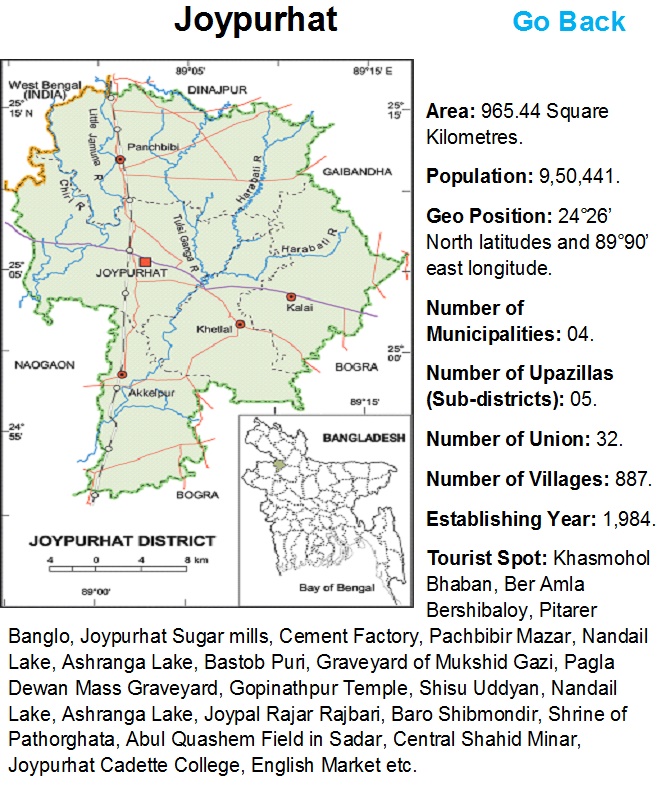 Joypurhat
Go Back
89°05'
89°15' E
West Bengal
(INDIA)
DINAJPUR
25°
15' N
25°
15'
Little Jamuna R
Panchbibi
Harabati R
GAIBANDHA
Chiri R
Tulsi Ganga R
Harabati R
25°
05'
JOYPURHAT
Kalai
Khetlal
25°
00'
NAOGAON
BOGRA
Akkelpur
89°15'
24°
55'
BANGLADESH
BOGRA
JOYPURHAT DISTRICT
4 0 4 8 km
Bay of Bengal
89°00'
Area: 965.44 Square
Kilometres.
Population: 9,50,441.
Geo Position: 24°26’
North latitudes and 89°90’
east longitude.
Number of
Municipalities: 04.
Number of Upazillas
(Sub-districts): 05.
Number of Union: 32.
Number of Villages: 887.
Establishing Year: 1,984.
Tourist Spot: Khasmohol
Bhaban, Ber Amla
Bershibaloy, Pitarer
Banglo, Joypurhat Sugar mills, Cement Factory, Pachbibir Mazar, Nandail
Lake, Ashranga Lake, Bastob Puri, Graveyard of Mukshid Gazi, Pagla
Dewan Mass Graveyard, Gopinathpur Temple, Shisu Uddyan, Nandail
Lake, Ashranga Lake, Joypal Rajar Rajbari, Baro Shibmondir, Shrine of
Pathorghata, Abul Quashem Field in Sadar, Central Shahid Minar,
Joypurhat Cadette College, English Market etc.